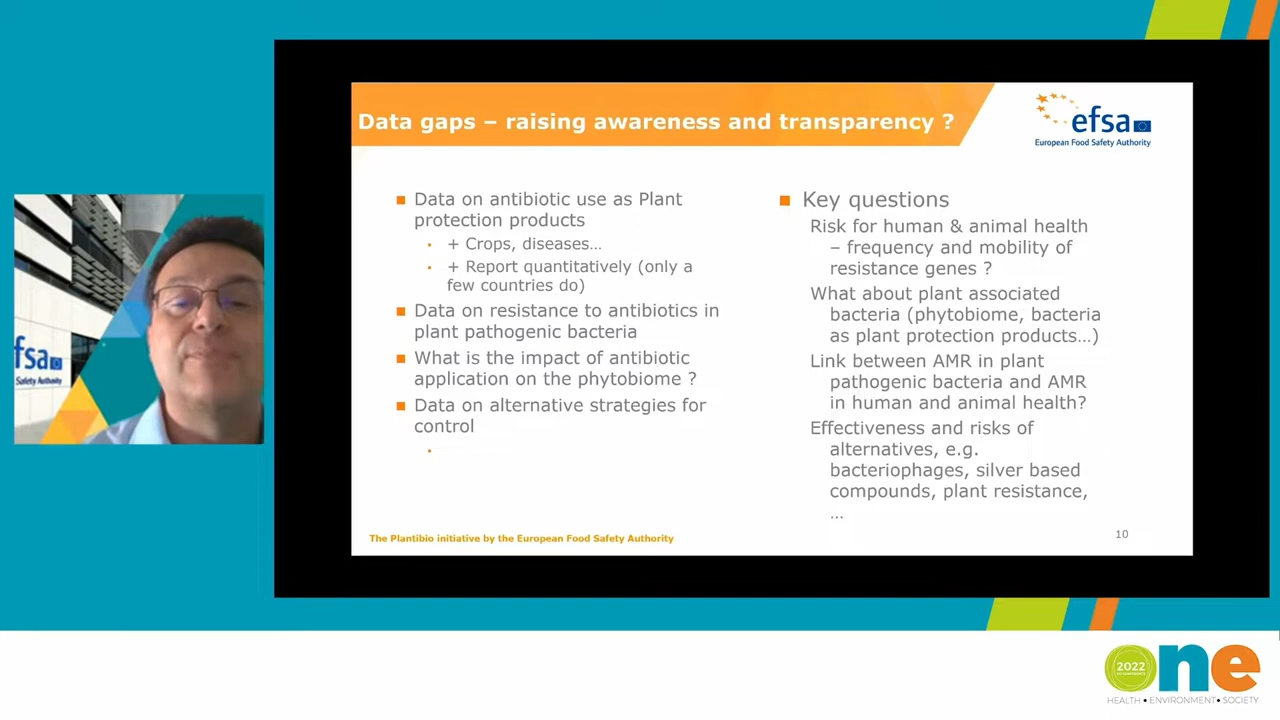 Data gaps – raising awareness and transparency ?
efsa
European Food Safety Authority
■ Data on antibiotic use as Plant
protection products
• + Crops, diseases…
• + Report quantitatively (only a
few countries do)
■ Data on resistance to antibiotics in
plant pathogenic bacteria
■ What is the impact of antibiotic
application on the phytobiome ?
■ Data on alternative strategies for
control
•
■ Key questions
Risk for human & animal health
– frequency and mobility of
resistance genes ?
What about plant associated
bacteria (phytobiome, bacteria
as plant protection products…)
Link between AMR in plant
pathogenic bacteria and AMR
in human and animal health?
Effectiveness and risks of
alternatives, e.g.
bacteriophages, silver based
compounds, plant resistance,
…
The Plantibio initiative by the European Food Safety Authority
10
fsa
Safety Authority
one
2022
HEALTH • ENVIRONMENT • SOCIETY